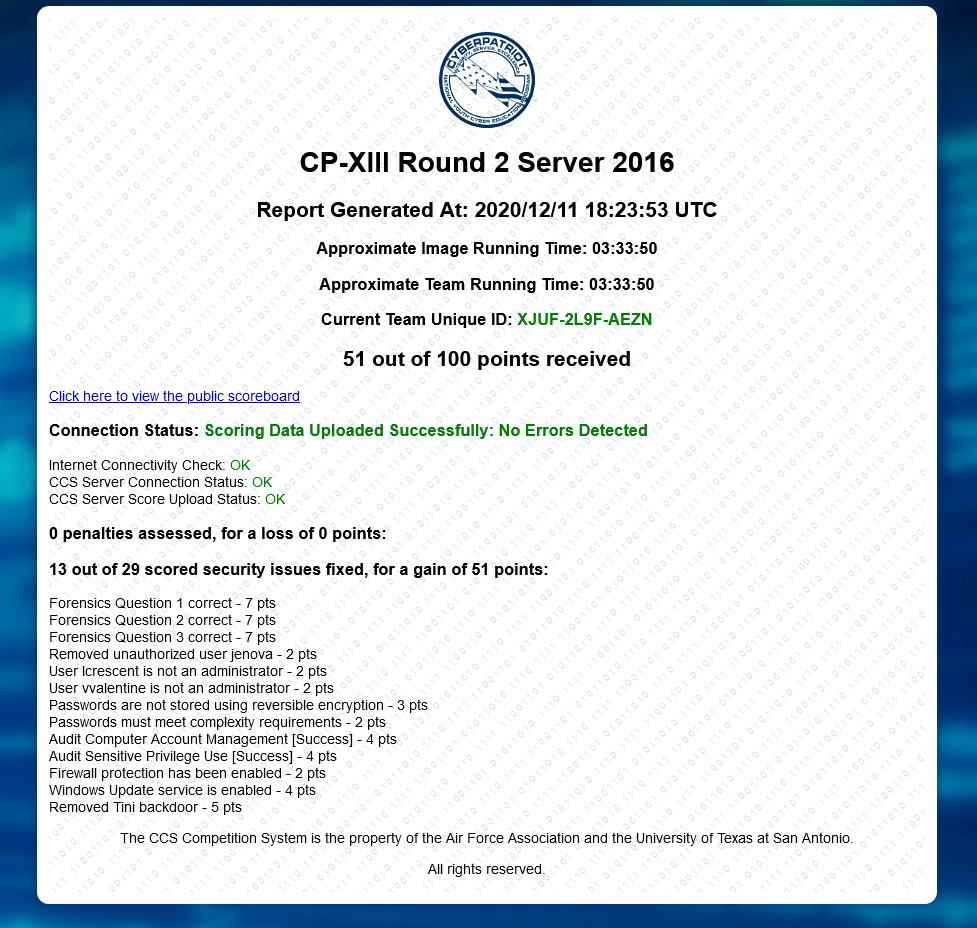 CYBERPATRIOT
NATIONAL YOUTH CYBER EDUCATION PROGRAM
CP-XIII Round 2 Server 2016
Report Generated At: 2020/12/11 18:23:53 UTC
Approximate Image Running Time: 03:33:50
Approximate Team Running Time: 03:33:50
Current Team Unique ID: XJUF-2L9F-AEZN
51 out of 100 points received
Click here to view the public scoreboard
Connection Status: Scoring Data Uploaded Successfully: No Errors Detected
Internet Connectivity Check: OK
CCS Server Connection Status: OK
CCS Server Score Upload Status: OK
0 penalties assessed, for a loss of 0 points:
13 out of 29 scored security issues fixed, for a gain of 51 points:
Forensics Question 1 correct - 7 pts
Forensics Question 2 correct - 7 pts
Forensics Question 3 correct - 7 pts
Removed unauthorized user jenova - 2 pts
User lcrescent is not an administrator - 2 pts
User vvalentine is not an administrator - 2 pts
Passwords are not stored using reversible encryption - 3 pts
Passwords must meet complexity requirements - 2 pts
Audit Computer Account Management [Success] - 4 pts
Audit Sensitive Privilege Use [Success] - 4 pts
Firewall protection has been enabled - 2 pts
Windows Update service is enabled - 4 pts
Removed Tini backdoor - 5 pts
The CCS Competition System is the property of the Air Force Association and the University of Texas at San Antonio.
All rights reserved.